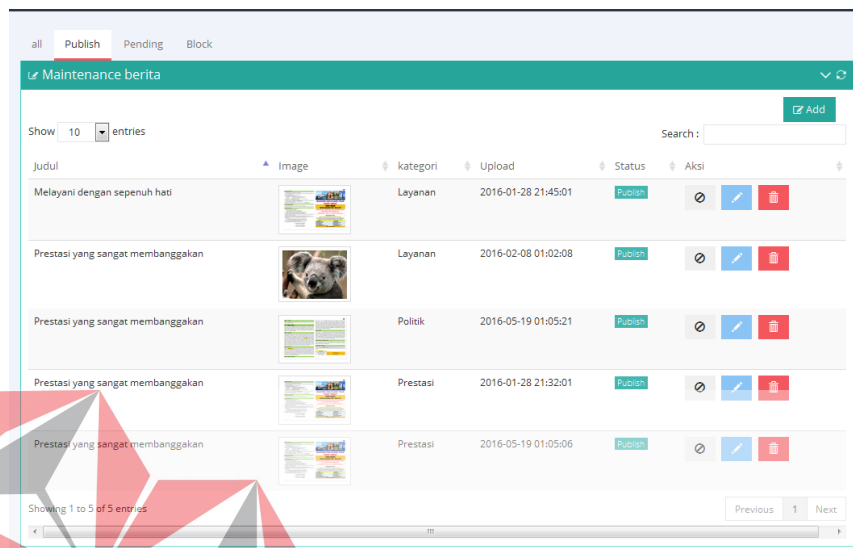 all Publish Pending Block
Maintenance berita
Add
Show 10 entries Search :
Judul Image kategori Upload Status Aksi
Melayani dengan sepenuh hati Layanan 2016-01-28 21:45:01 Publish
Prestasi yang sangat membanggakan Layanan 2016-02-08 01:02:08 Publish
Prestasi yang sangat membanggakan Politik 2016-05-19 01:05:21 Publish
Prestasi yang sangat membanggakan Prestasi 2016-01-28 21:32:01 Publish
Prestasi yang sangat membanggakan Prestasi 2016-05-19 01:05:06 Publish
Showing 1 to 5 of 5 entries Previous 1 Next